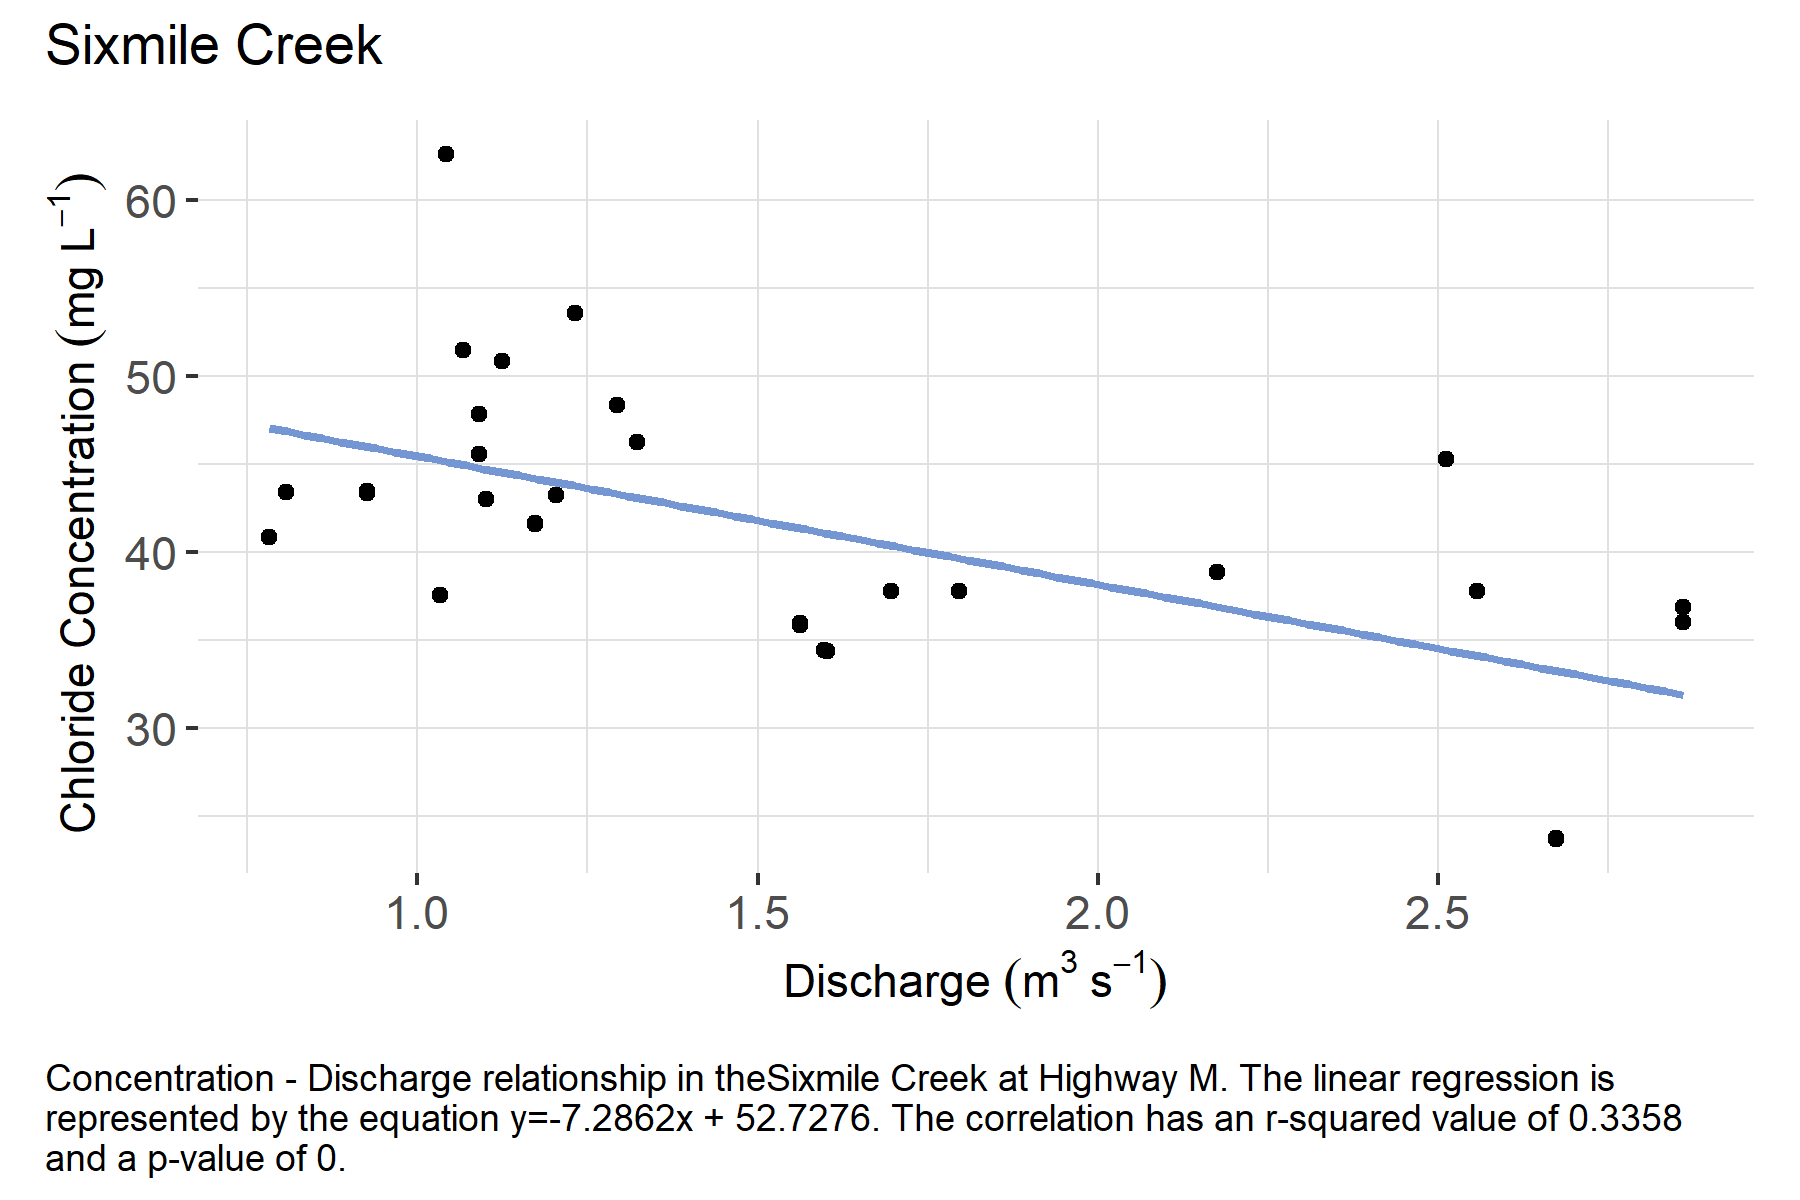 Sixmile Creek
Chloride Concentration (mg L⁻¹)
60
50
40
30
1.0 1.5 2.0 2.5
Discharge (m³ s⁻¹)
Concentration - Discharge relationship in theSixmile Creek at Highway M. The linear regression is
represented by the equation y=-7.2862x + 52.7276. The correlation has an r-squared value of 0.3358
and a p-value of 0.